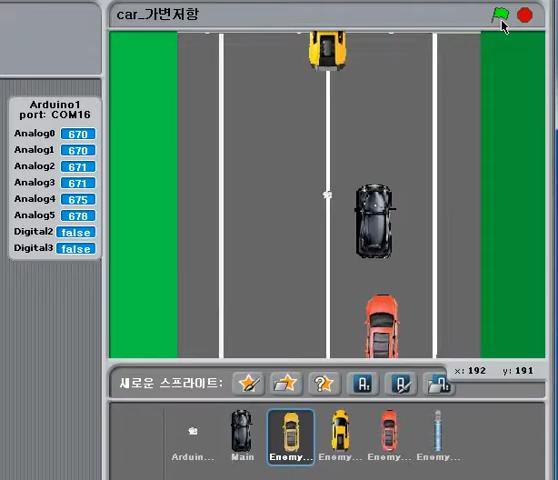 car_가변저항
Arduino1
port: COM16
Analog0 670
Analog1 670
Analog2 671
Analog3 671
Analog4 675
Analog5 678
Digital2 false
Digital3 false
x: 192 y: 191
새로운 스프라이트:
Arduin... Main Enemy... Enemy... Enemy... Enemy...